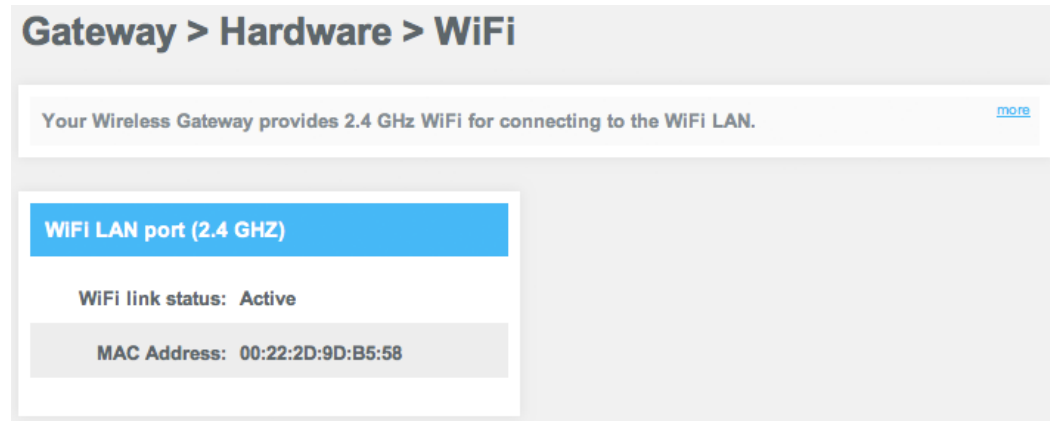 Gateway > Hardware > WiFi
Your Wireless Gateway provides 2.4 GHz WiFi for connecting to the WiFi LAN.
more
WiFi LAN port (2.4 GHZ)
WiFi link status: Active
MAC Address: 00:22:2D:9D:B5:58